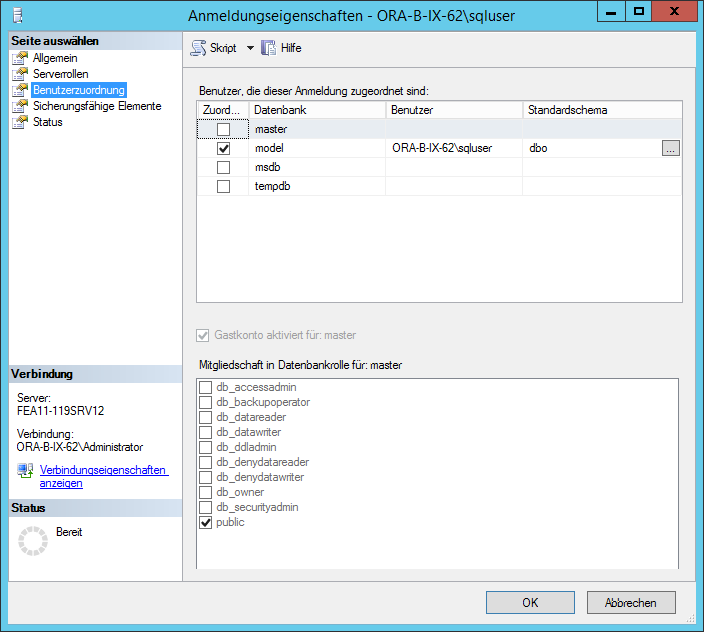 Anmeldungseigenschaften - ORA-B-IX-62\sqluser
Seite auswählen
Allgemein
Serverrollen
Benutzerzuordnung
Sicherungsfähige Elemente
Status
Skript
Hilfe
Benutzer, die dieser Anmeldung zugeordnet sind:
Zuord... Datenbank Benutzer Standardschema
master
model ORA-B-IX-62\sqluser dbo ...
msdb
tempdb
Gastkonto aktiviert für: master
Mitgliedschaft in Datenbankrolle für: master
db_accessadmin
db_backupoperator
db_datareader
db_datawriter
db_ddladmin
db_denydatareader
db_denydatawriter
db_owner
db_securityadmin
public
Verbindung
Server:
FEA11-119SRV12
Verbindung:
ORA-B-IX-62\Administrator
Verbindungseigenschaften
anzeigen
Status
Bereit
OK Abbrechen